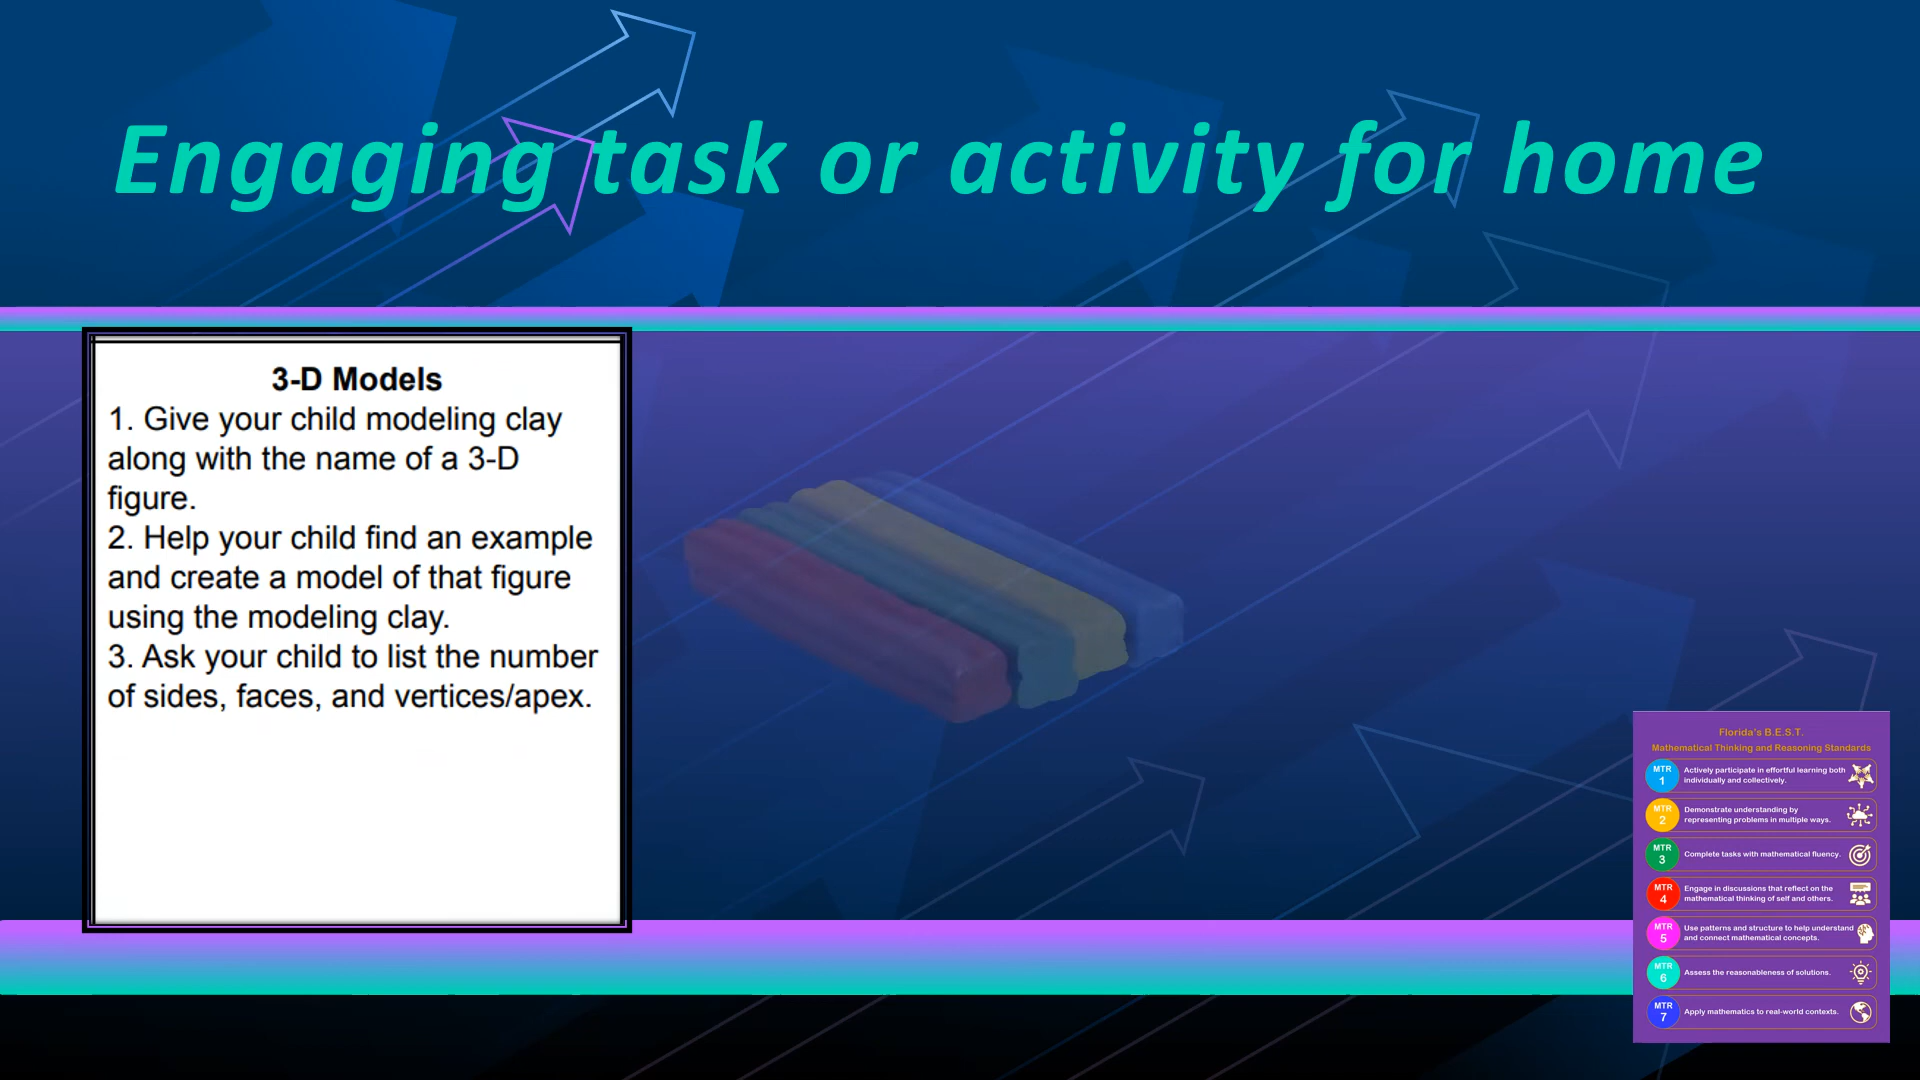 Engaging task or activity for home
3-D Models
1. Give your child modeling clay
along with the name of a 3-D
figure.
2. Help your child find an example
and create a model of that figure
using the modeling clay.
3. Ask your child to list the number
of sides, faces, and vertices/apex.
Florida's B.E.S.T.
Mathematical Thinking and Reasoning Standards
MTR
1
Actively participate in effortful learning both
individually and collectively.
MTR
2
Demonstrate understanding by
representing problems in multiple ways.
MTR
3
Complete tasks with mathematical fluency.
MTR
4
Engage in discussions that reflect on the
mathematical thinking of self and others.
MTR
5
Use patterns and structure to help understand
and connect mathematical concepts.
MTR
6
Assess the reasonableness of solutions.
MTR
7
Apply mathematics to real-world contexts.